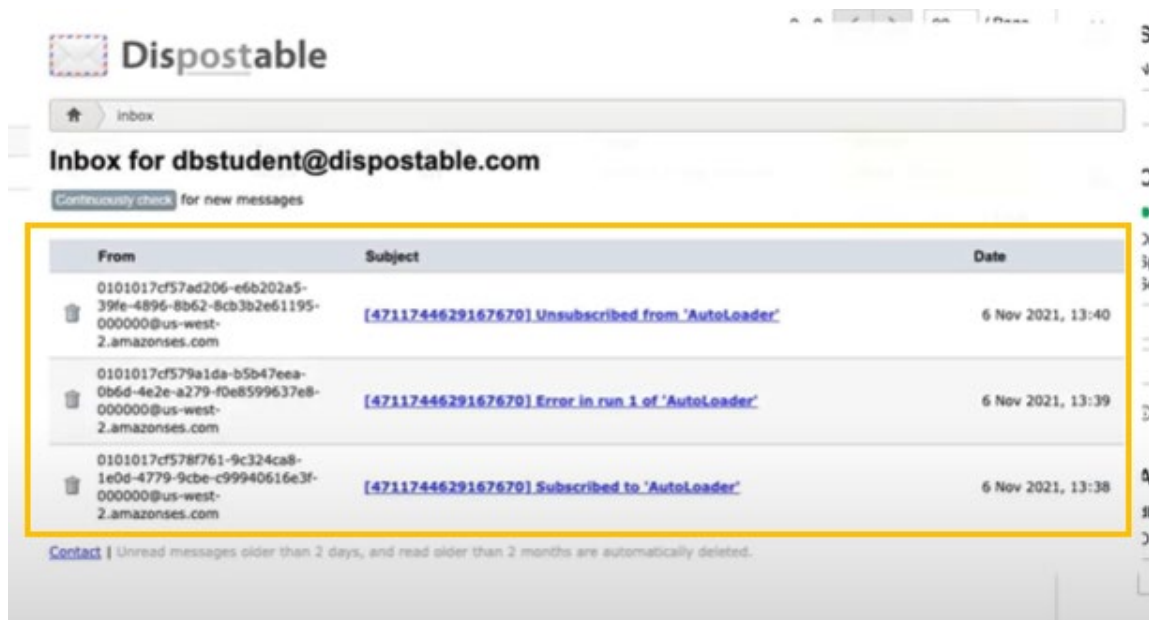 Dispostable
inbox
Inbox for dbstudent@dispostable.com
Continuously check for new messages
From Subject Date
0101017cf57ad206-e6b202a5-
39fe-4896-8b62-8cb3b2e61195-
000000@us-west-
2.amazonses.com
[4711744629167670] Unsubscribed from 'AutoLoader'
6 Nov 2021, 13:40
0101017cf579a1da-b5b47eea-
0b6d-4e2e-a279-f0e8599637e8-
000000@us-west-
2.amazonses.com
[4711744629167670] Error in run 1 of 'AutoLoader'
6 Nov 2021, 13:39
0101017cf578f761-9c324ca8-
1e0d-4779-9cbe-c99940616e3f-
000000@us-west-
2.amazonses.com
[4711744629167670] Subscribed to 'AutoLoader'
6 Nov 2021, 13:38
Contact | Unread messages older than 2 days, and read older than 2 months are automatically deleted.